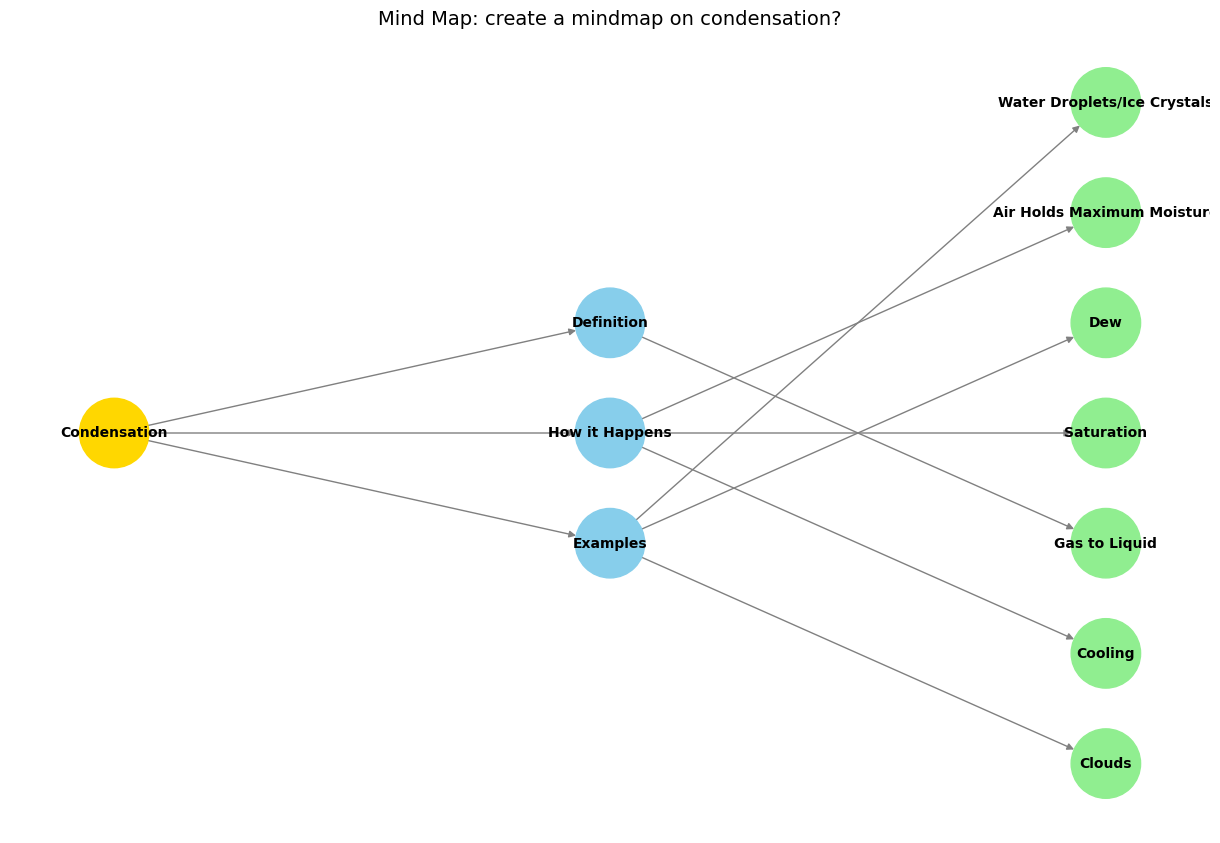 Mind Map: create a mindmap on condensation?
Water Droplets/Ice Crystals
Air Holds Maximum Moistur
Definition
Dew
Condensation
How it Happens
Saturation
Examples
Gas to Liquid
Cooling
Clouds